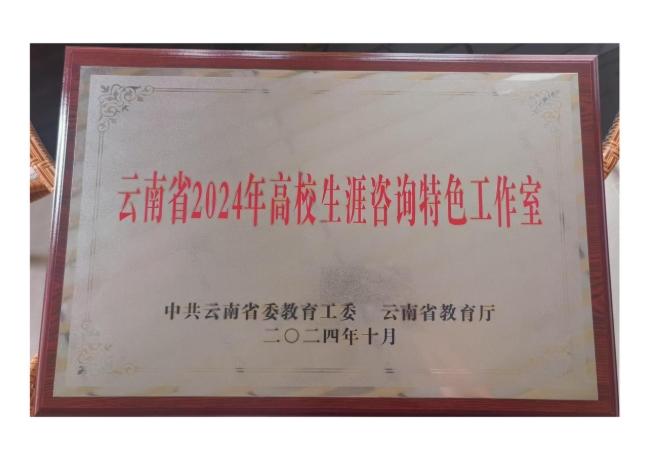 云南省2024年高校生涯咨询特色工作室
中共云南省委教育工委 云南省教育厅
二〇二四年十月